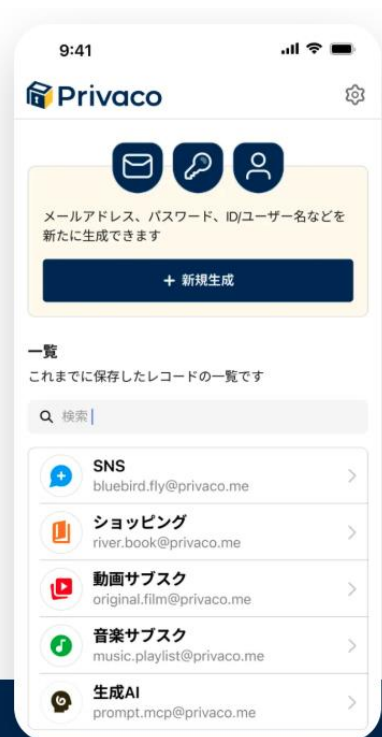 9:41
Privaco
メールアドレス、パスワード、ID/ユーザー名などを
新たに生成できます
+ 新規生成
一覧
これまでに保存したレコードの一覧です
検索
SNS
bluebird.fly@privaco.me
ショッピング
river.book@privaco.me
動画サブスク
original.film@privaco.me
音楽サブスク
music.playlist@privaco.me
生成AI
prompt.mcp@privaco.me